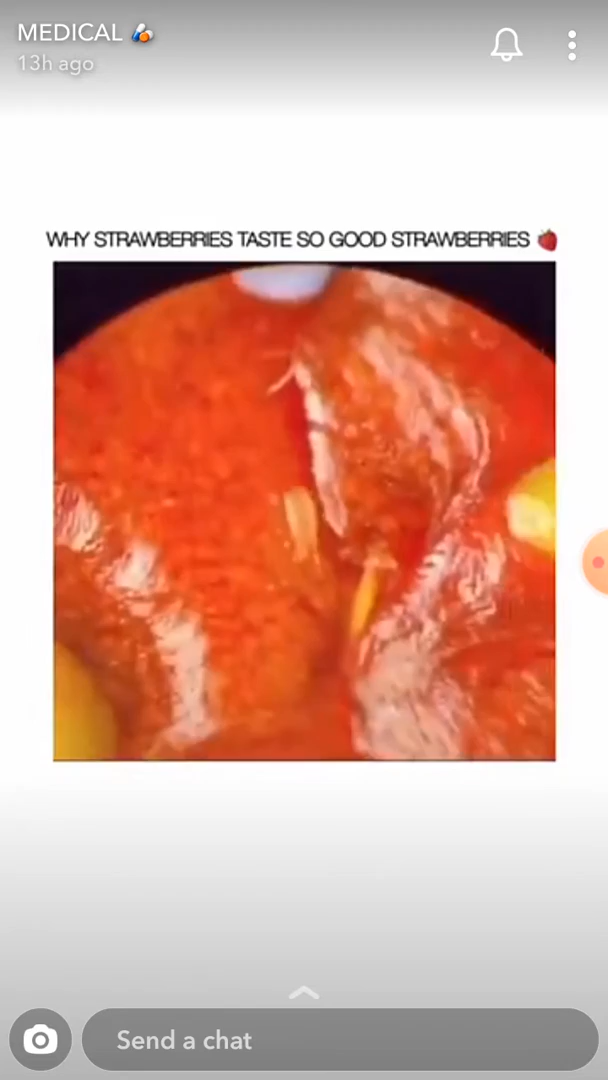 MEDICAL
13h ago
WHY STRAWBERRIES TASTE SO GOOD STRAWBERRIES
Send a chat